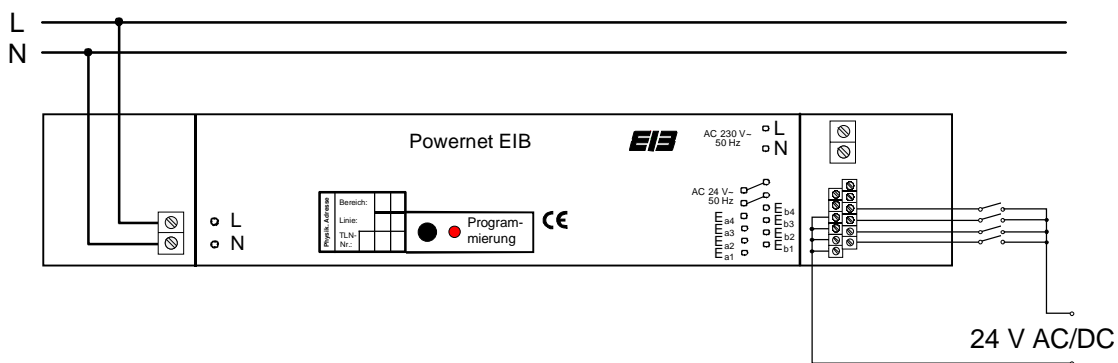 L
N
Powernet EIB
EIB
AC 230 V~
50 Hz
L
N
AC 24 V~
50 Hz
Physik. Adresse
Bereich:
Linie:
TLN-
Nr.:
Program-
mierung
CE
L
N
Ea4
Ea3
Ea2
Ea1
Eb4
Eb3
Eb2
Eb1
24 V AC/DC